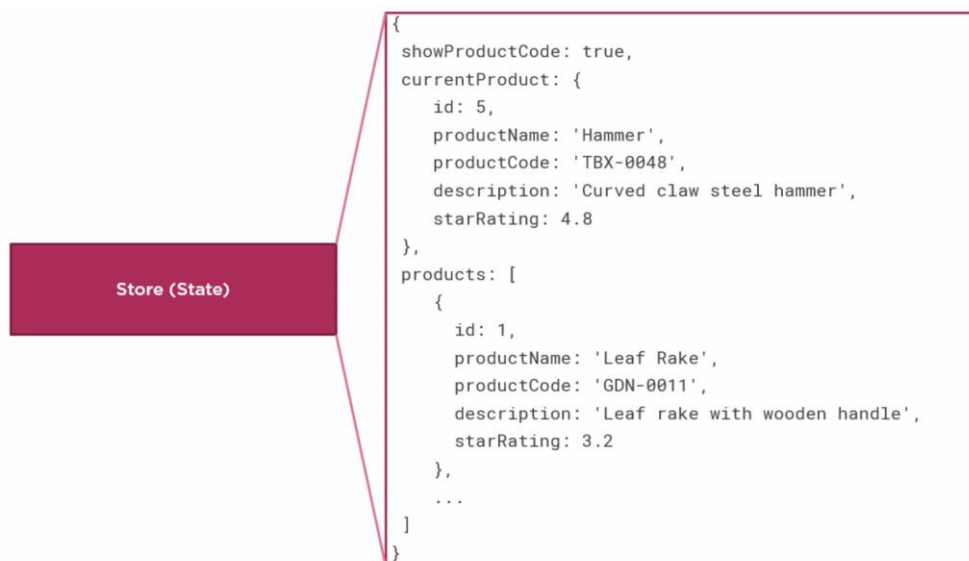 Store (State)
{
showProductCode: true,
currentProduct: {
id: 5,
productName: 'Hammer',
productCode: 'TBX-0048',
description: 'Curved claw steel hammer',
starRating: 4.8
},
products: [
{
id: 1,
productName: 'Leaf Rake',
productCode: 'GDN-0011',
description: 'Leaf rake with wooden handle',
starRating: 3.2
},
...
]
}